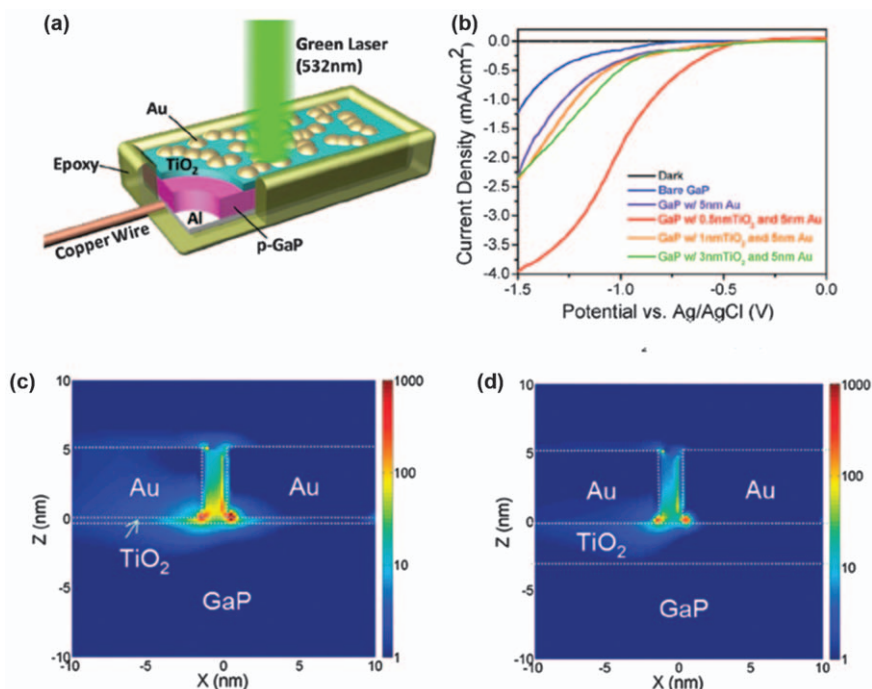 (a)
Green Laser
(532nm)
Au
Epoxy
TiO₂
Al
Copper Wire
p-GaP
(b)
Current Density (mA/cm²)
0.0
-0.5
-1.0
-1.5
-2.0
-2.5
-3.0
-3.5
-4.0
Dark
Bare GaP
GaP w/ 5nm Au
GaP w/ 0.5nmTiO₂ and 5nm Au
GaP w/ 1nmTiO₂ and 5nm Au
GaP w/ 3nmTiO₂ and 5nm Au
-1.5 -1.0 -0.5 0.0
Potential vs. Ag/AgCl (V)
(c)
Z (nm)
10
5
0
-5
-10
Au Au
TiO₂
GaP
-10 -5 0 5 10
X (nm)
1000
100
10
1
(d)
Z (nm)
10
5
0
-5
-10
Au Au
TiO₂
GaP
-10 -5 0 5 10
X (nm)
1000
100
10
1